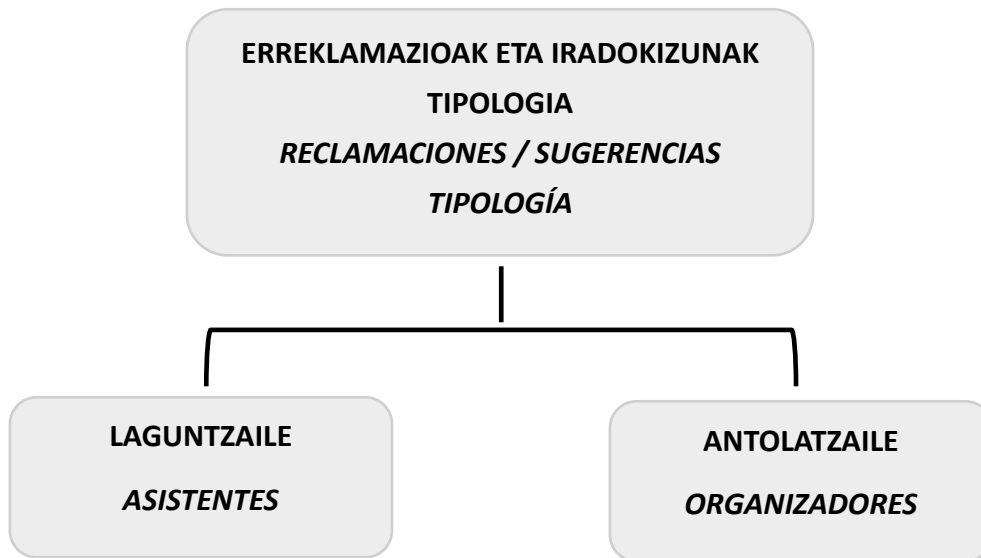 ERREKLAMAZIOAK ETA IRADOKIZUNAK
TIPOLOGIA
RECLAMACIONES / SUGERENCIAS
TIPOLOGÍA
LAGUNTZAILE
ASISTENTES
ANTOLATZAILE
ORGANIZADORES